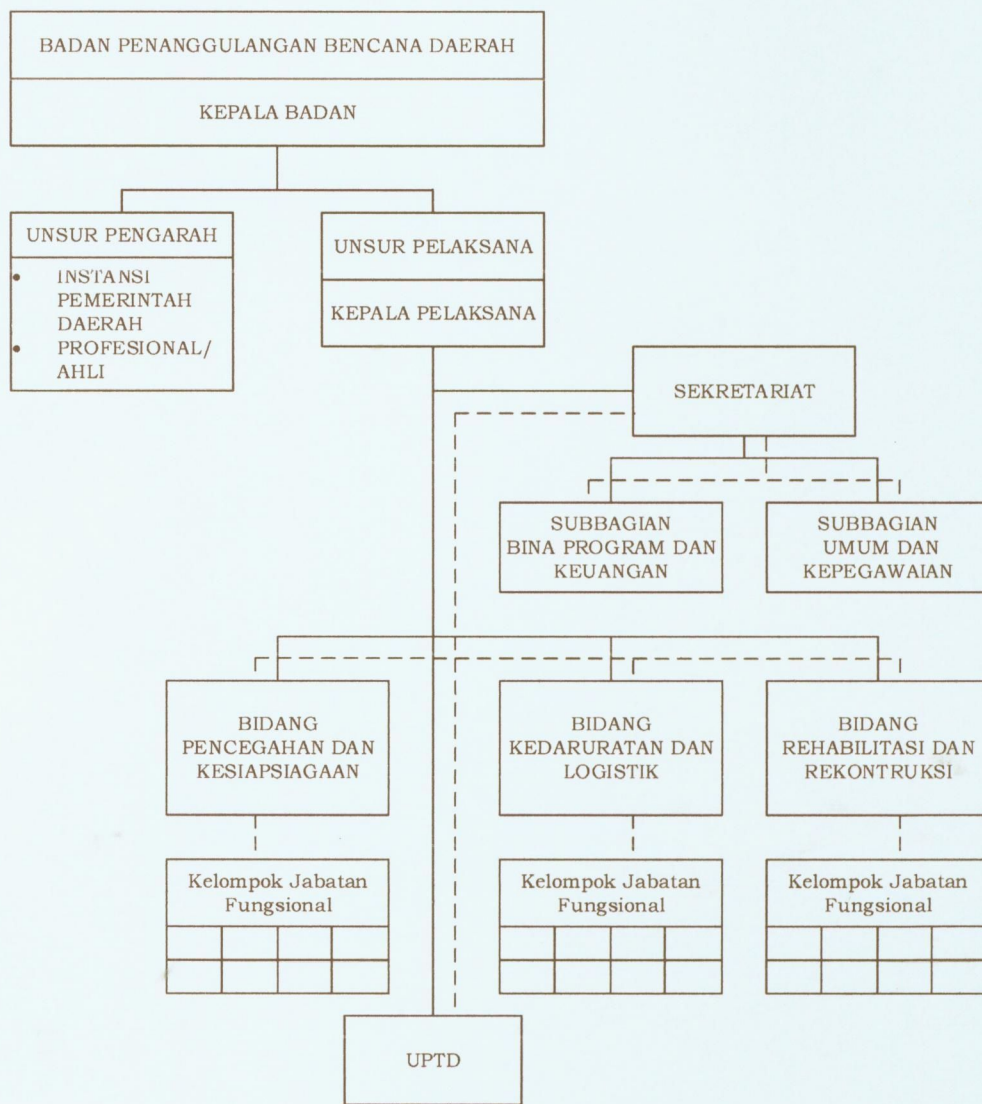 BADAN PENANGGULANGAN BENCANA DAERAH
KEPALA BADAN
UNSUR PENGARAH
• INSTANSI
PEMERINTAH
DAERAH
• PROFESIONAL/
AHLI
UNSUR PELAKSANA
KEPALA PELAKSANA
SEKRETARIAT
SUBBAGIAN
BINA PROGRAM DAN
KEUANGAN
SUBBAGIAN
UMUM DAN
KEPEGAWAIAN
BIDANG
PENCEGAHAN DAN
KESIAPSIAGAAN
BIDANG
KEDARURATAN DAN
LOGISTIK
BIDANG
REHABILITASI DAN
REKONTRUKSI
Kelompok Jabatan
Fungsional
Kelompok Jabatan
Fungsional
Kelompok Jabatan
Fungsional
UPTD